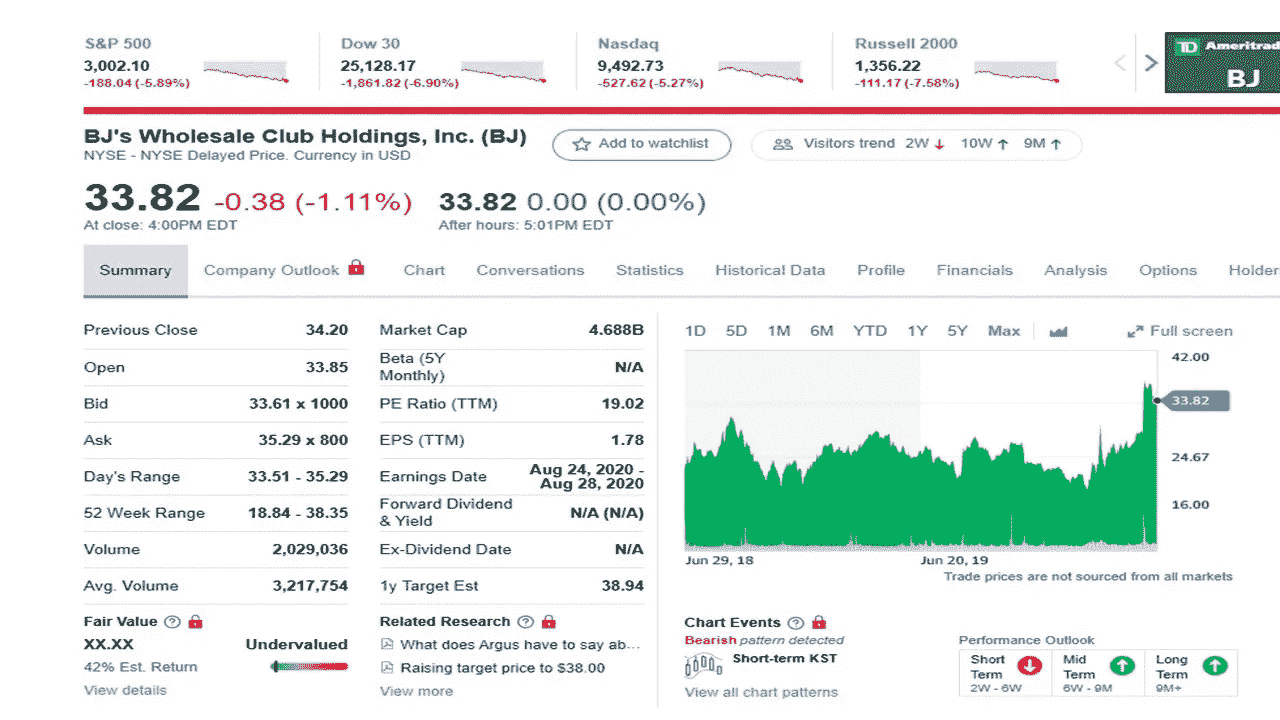 S&P 500
3,002.10
-188.04 (-5.89%)
Dow 30
25,128.17
-1,861.82 (-6.90%)
Nasdaq
9,492.73
-527.62 (-5.27%)
Russell 2000
1,356.22
-111.17 (-7.58%)
TD Ameritrad
BJ
BJ's Wholesale Club Holdings, Inc. (BJ)
NYSE - NYSE Delayed Price. Currency in USD
Add to watchlist
Visitors trend 2W 10W 9M
33.82 -0.38 (-1.11%)
At close: 4:00PM EDT
33.82 0.00 (0.00%)
After hours: 5:01PM EDT
Summary Company Outlook Chart Conversations Statistics Historical Data Profile Financials Analysis Options Holder
Previous Close 34.20
Open 33.85
Bid 33.61 x 1000
Ask 35.29 x 800
Day's Range 33.51 - 35.29
52 Week Range 18.84 - 38.35
Volume 2,029,036
Avg. Volume 3,217,754
Market Cap 4.688B
Beta (5Y
Monthly) N/A
PE Ratio (TTM) 19.02
EPS (TTM) 1.78
Earnings Date Aug 24, 2020 -
Aug 28, 2020
Forward Dividend
& Yield N/A (N/A)
Ex-Dividend Date N/A
1y Target Est 38.94
1D 5D 1M 6M YTD 1Y 5Y Max Full screen
42.00
33.82
24.67
16.00
Jun 29, 18 Jun 20, 19
Trade prices are not sourced from all markets
Fair Value
XX.XX Undervalued
42% Est. Return
View details
Related Research
What does Argus have to say ab...
Raising target price to $38.00
View more
Chart Events
Bearish pattern detected
Short-term KST
View all chart patterns
Performance Outlook
Short
Term
2W - 6W
Mid
Term
6W - 9M
Long
Term
9M+